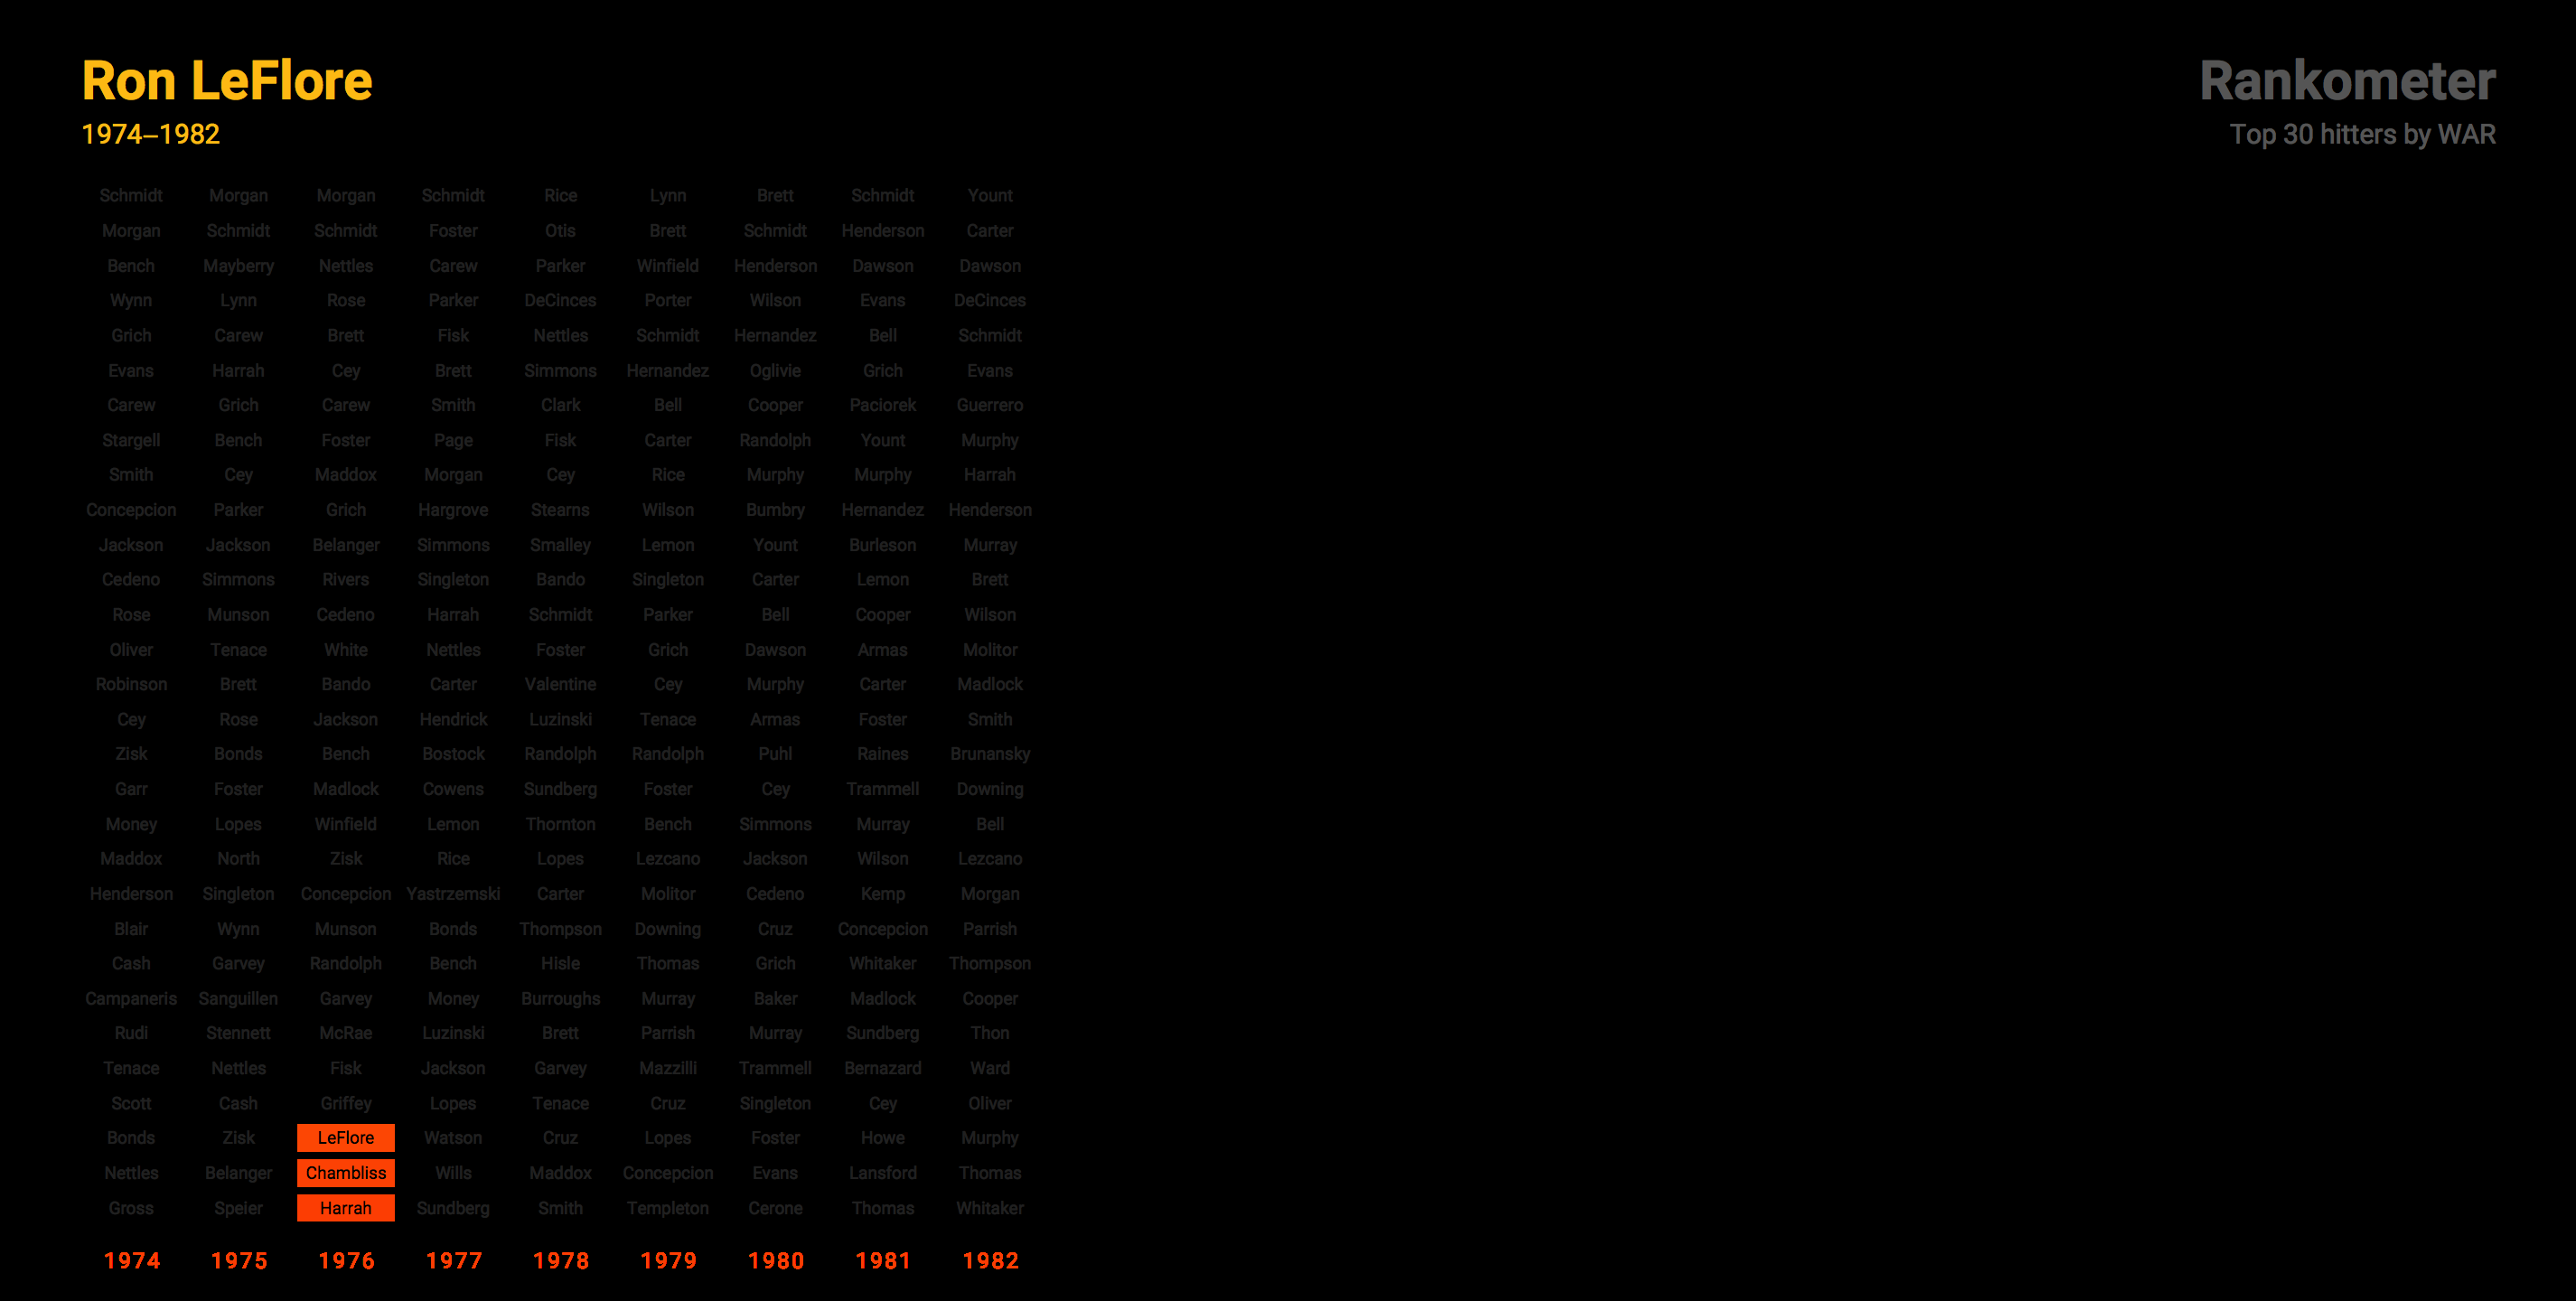 Ron LeFlore
1974–1982
Rankometer
Top 30 hitters by WAR
Schmidt Morgan Morgan Schmidt Rice Lynn Brett Schmidt Yount
Morgan Schmidt Schmidt Foster Otis Brett Schmidt Henderson Carter
Bench Mayberry Nettles Carew Parker Winfield Henderson Dawson Dawson
Wynn Lynn Rose Parker DeCinces Porter Wilson Evans DeCinces
Grich Carew Brett Fisk Nettles Schmidt Hernandez Bell Schmidt
Evans Harrah Cey Brett Simmons Hernandez Oglivie Grich Evans
Carew Grich Carew Smith Clark Bell Cooper Paciorek Guerrero
Stargell Bench Foster Page Fisk Carter Randolph Yount Murphy
Smith Cey Maddox Morgan Cey Rice Murphy Murphy Harrah
Concepcion Parker Grich Hargrove Stearns Wilson Bumbry Hernandez Henderson
Jackson Jackson Belanger Simmons Smalley Lemon Yount Burleson Murray
Cedeno Simmons Rivers Singleton Bando Singleton Carter Lemon Brett
Rose Munson Cedeno Harrah Schmidt Parker Bell Cooper Wilson
Oliver Tenace White Nettles Foster Grich Dawson Armas Molitor
Robinson Brett Bando Carter Valentine Cey Murphy Carter Madlock
Cey Rose Jackson Hendrick Luzinski Tenace Armas Foster Smith
Zisk Bonds Bench Bostock Randolph Randolph Puhl Raines Brunansky
Garr Foster Madlock Cowens Sundberg Foster Cey Trammell Downing
Money Lopes Winfield Lemon Thornton Bench Simmons Murray Bell
Maddox North Zisk Rice Lopes Lezcano Jackson Wilson Lezcano
Henderson Singleton Concepcion Yastrzemski Carter Molitor Cedeno Kemp Morgan
Blair Wynn Munson Bonds Thompson Downing Cruz Concepcion Parrish
Cash Garvey Randolph Bench Hisle Thomas Grich Whitaker Thompson
Campaneris Sanguillen Garvey Money Burroughs Murray Baker Madlock Cooper
Rudi Stennett McRae Luzinski Brett Parrish Murray Sundberg Thon
Tenace Nettles Fisk Jackson Garvey Mazzilli Trammell Bernazard Ward
Scott Cash Griffey Lopes Tenace Cruz Singleton Cey Oliver
Bonds Zisk LeFlore Watson Cruz Lopes Foster Howe Murphy
Nettles Belanger Chambliss Wills Maddox Concepcion Evans Lansford Thomas
Gross Speier Harrah Sundberg Smith Templeton Cerone Thomas Whitaker
1974 1975 1976 1977 1978 1979 1980 1981 1982